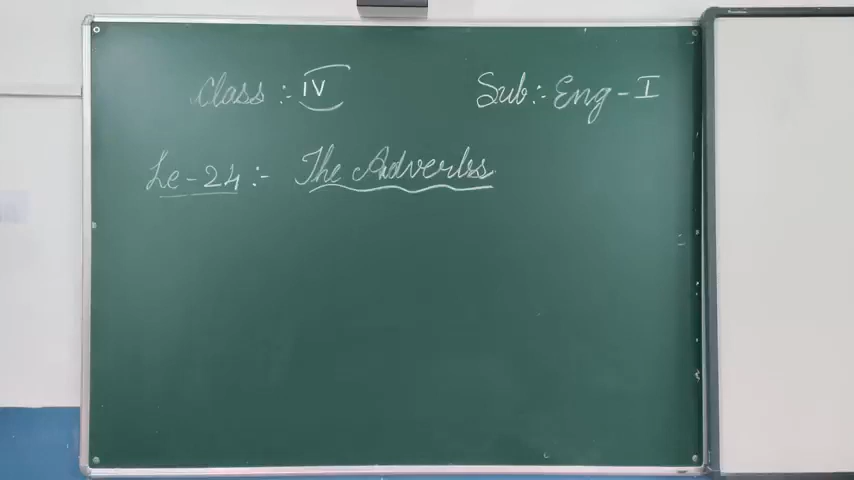 Class :- IV Sub:- Eng - I
Le - 24 :- The Adverbs